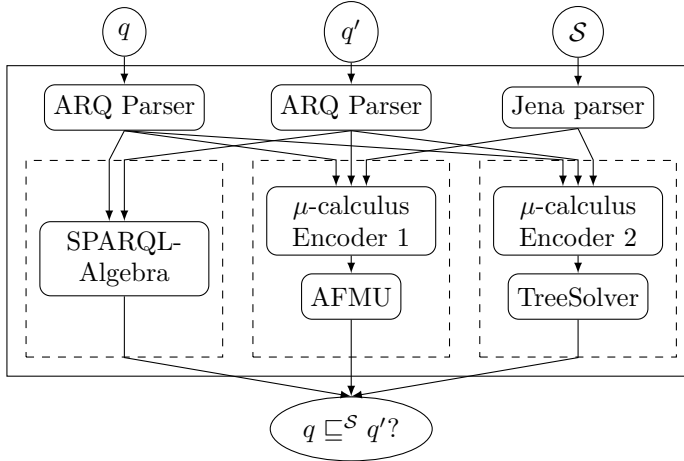 q q′ 𝒮
ARQ Parser ARQ Parser Jena parser
SPARQL-
Algebra
μ-calculus
Encoder 1
AFMU
μ-calculus
Encoder 2
TreeSolver
q ⊑^𝒮 q′?